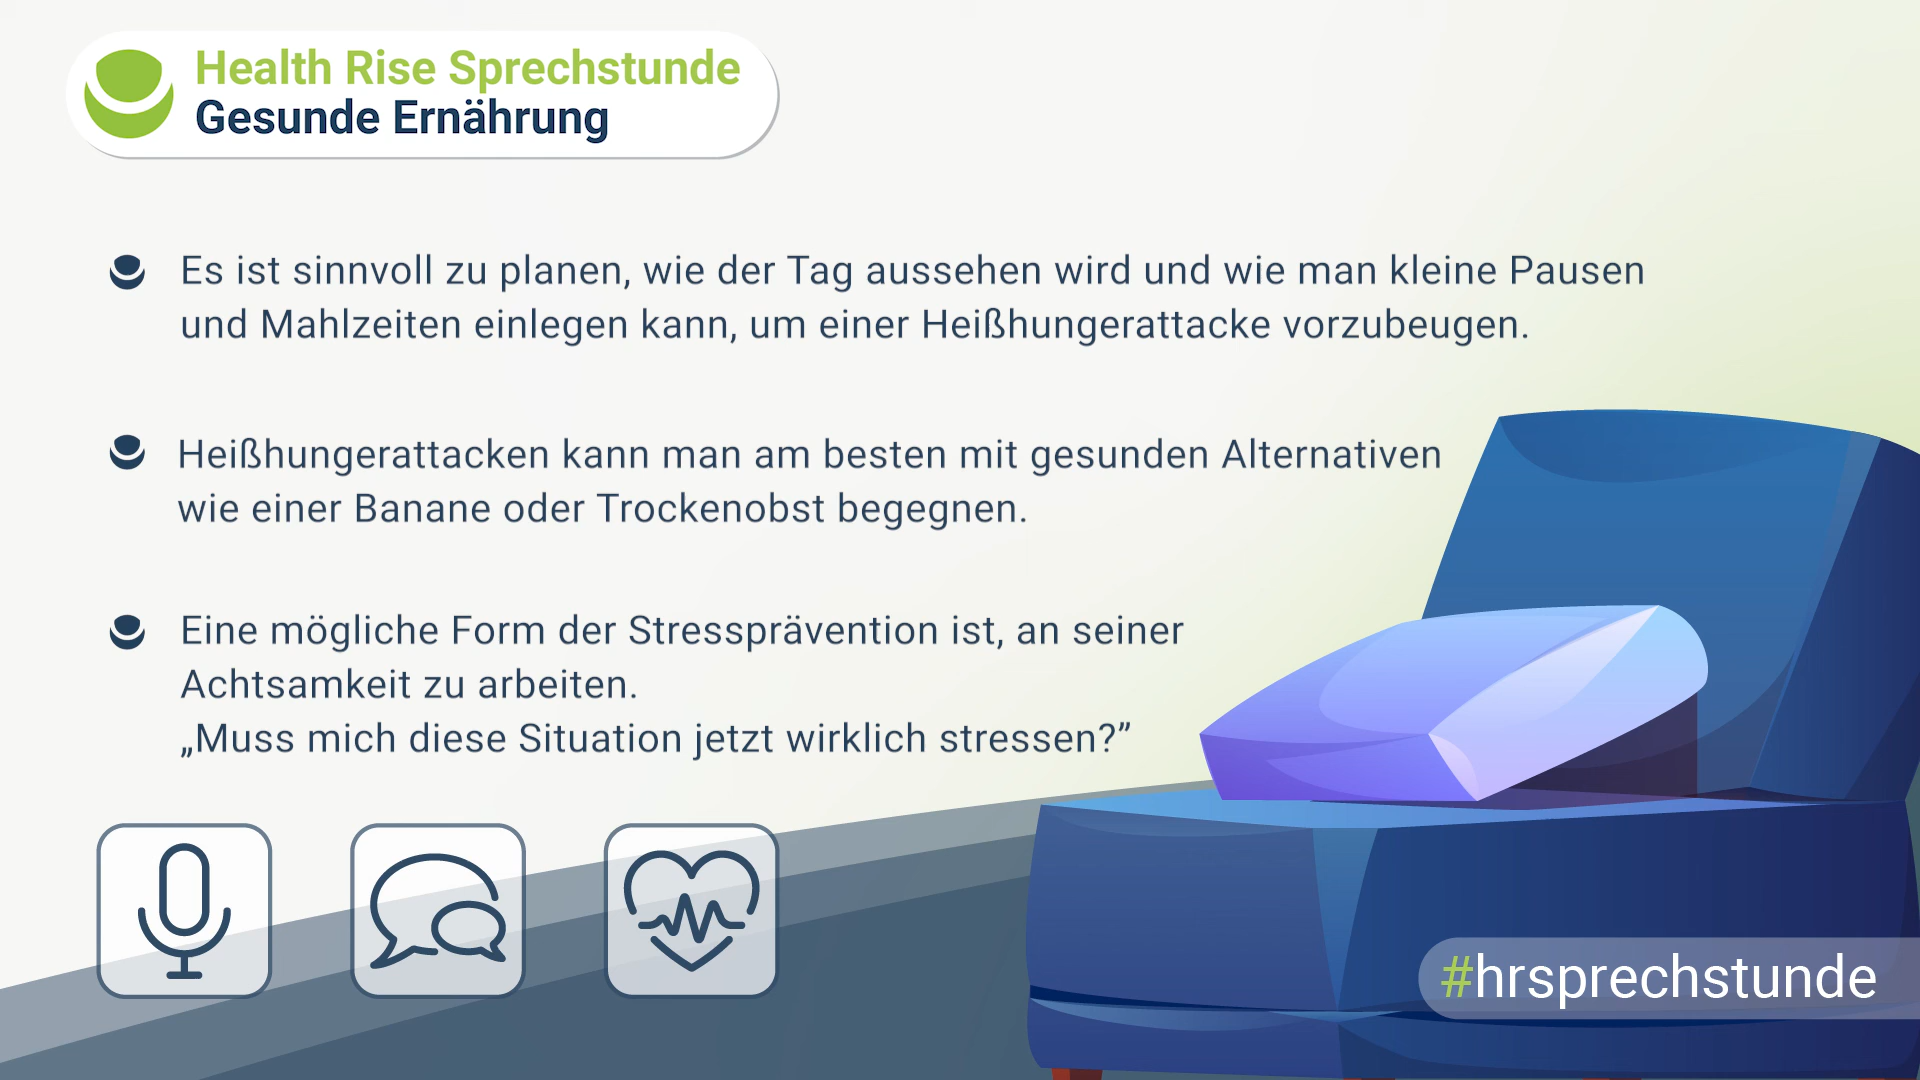 Health Rise Sprechstunde
Gesunde Ernährung
Es ist sinnvoll zu planen, wie der Tag aussehen wird und wie man kleine Pausen
und Mahlzeiten einlegen kann, um einer Heißhungerattacke vorzubeugen.
Heißhungerattacken kann man am besten mit gesunden Alternativen
wie einer Banane oder Trockenobst begegnen.
Eine mögliche Form der Stressprävention ist, an seiner
Achtsamkeit zu arbeiten.
„Muss mich diese Situation jetzt wirklich stressen?”
#hrsprechstunde